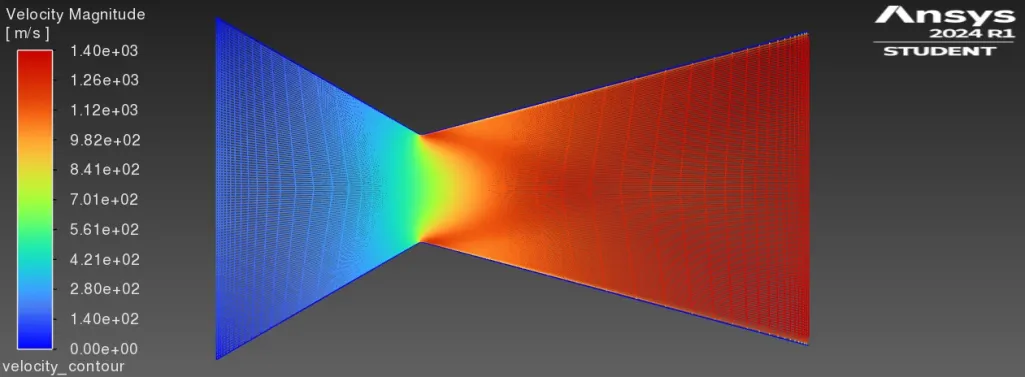 Velocity Magnitude
[ m/s ]
1.40e+03
1.26e+03
1.12e+03
9.82e+02
8.41e+02
7.01e+02
5.61e+02
4.21e+02
2.80e+02
1.40e+02
0.00e+00
velocity_contour
Ansys
2024 R1
STUDENT